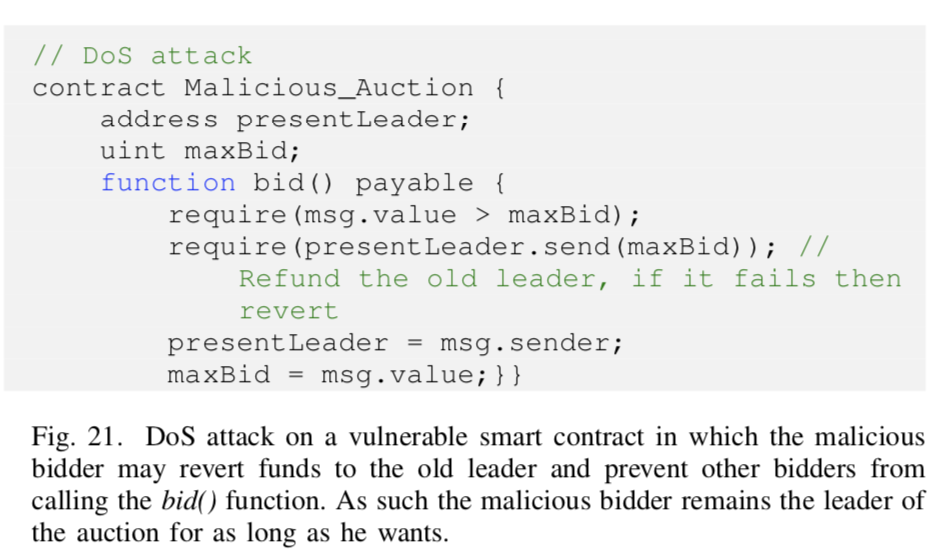 // DoS attack
contract Malicious_Auction {
address presentLeader;
uint maxBid;
function bid() payable {
require(msg.value > maxBid);
require(presentLeader.send(maxBid)); //
Refund the old leader, if it fails then
revert
presentLeader = msg.sender;
maxBid = msg.value;}}
Fig. 21. DoS attack on a vulnerable smart contract in which the malicious
bidder may revert funds to the old leader and prevent other bidders from
calling the bid() function. As such the malicious bidder remains the leader of
the auction for as long as he wants.